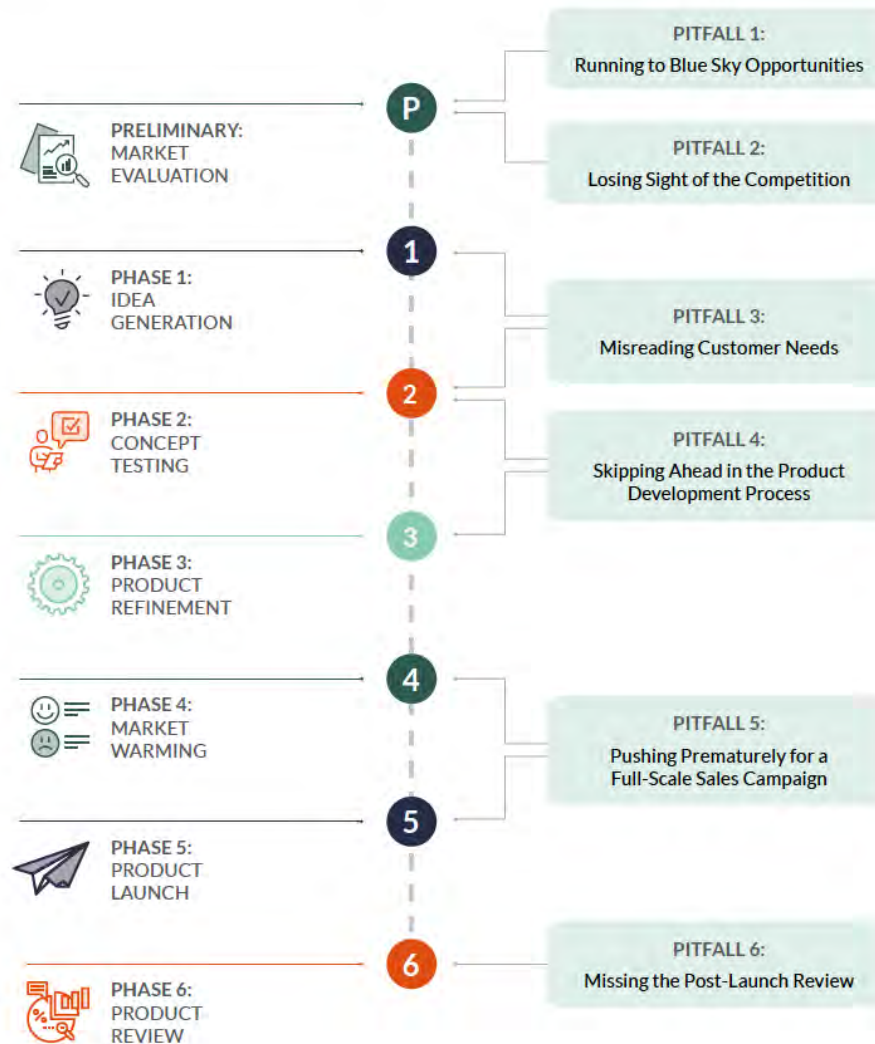 PITFALL 1:
Running to Blue Sky Opportunities
P
PRELIMINARY:
MARKET
EVALUATION
PITFALL 2:
Losing Sight of the Competition
1
PHASE 1:
IDEA
GENERATION
PITFALL 3:
Misreading Customer Needs
2
PHASE 2:
CONCEPT
TESTING
PITFALL 4:
Skipping Ahead in the Product
Development Process
3
PHASE 3:
PRODUCT
REFINEMENT
4
PHASE 4:
MARKET
WARMING
PITFALL 5:
Pushing Prematurely for a
Full-Scale Sales Campaign
5
PHASE 5:
PRODUCT
LAUNCH
6
PITFALL 6:
Missing the Post-Launch Review
PHASE 6:
PRODUCT
REVIEW
%